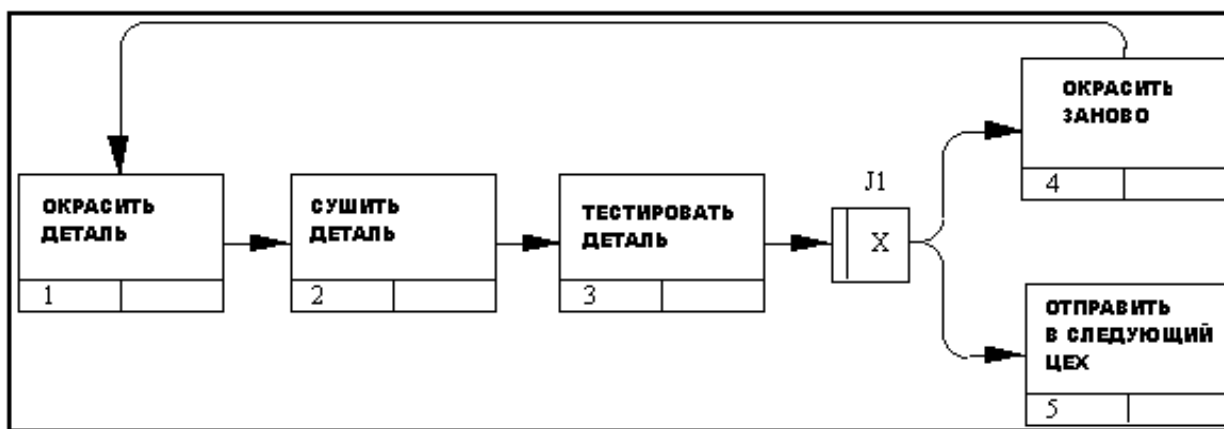 ОКРАСИТЬ
ЗАНОВО
4
J1
X
ОКРАСИТЬ
ДЕТАЛЬ
1
СУШИТЬ
ДЕТАЛЬ
2
ТЕСТИРОВАТЬ
ДЕТАЛЬ
3
ОТПРАВИТЬ
В СЛЕДУЮЩИЙ
ЦЕХ
5